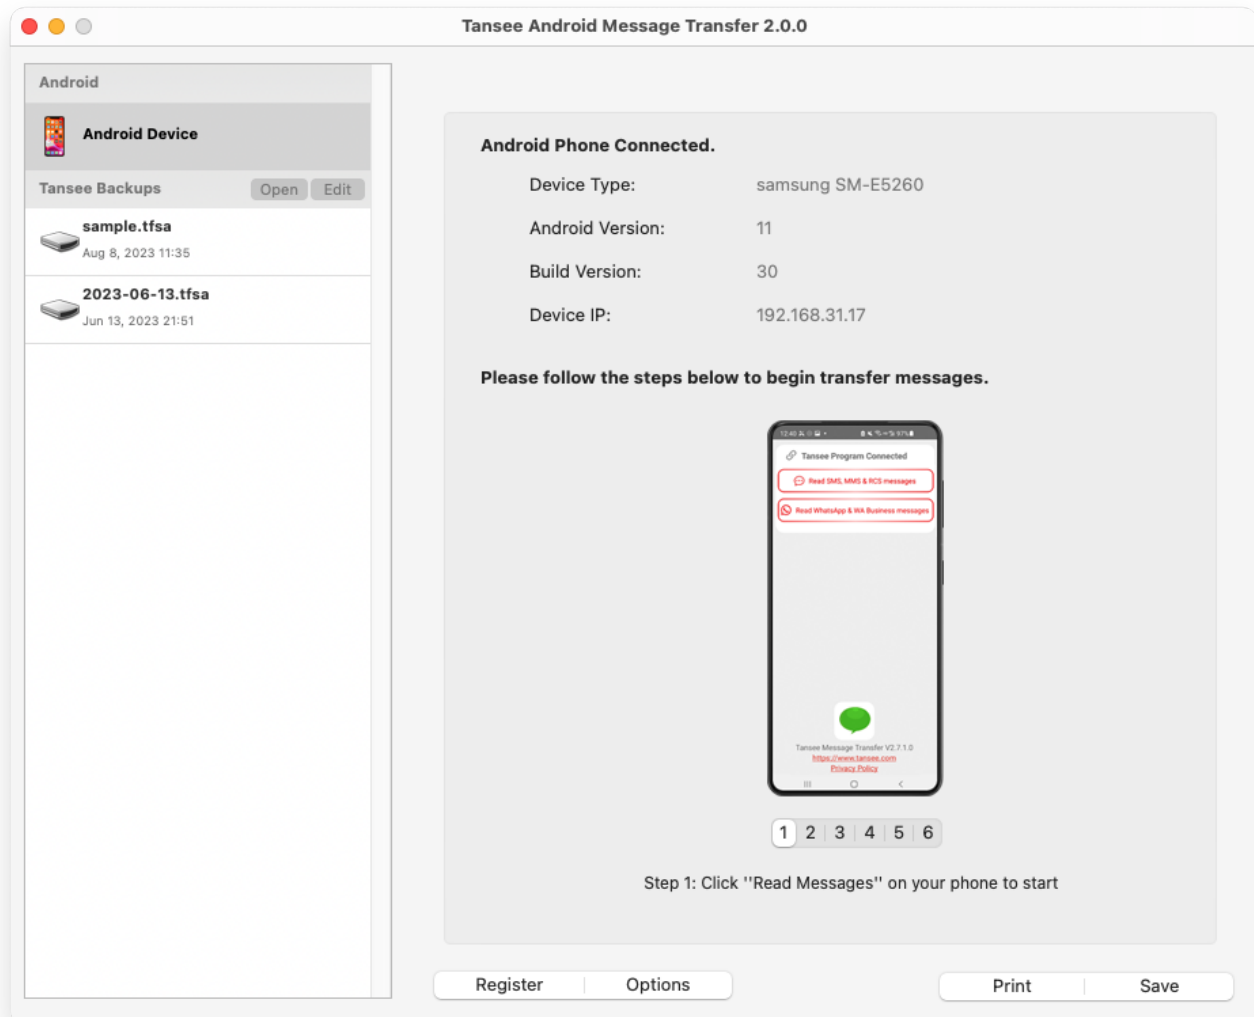 Tansee Android Message Transfer 2.0.0
Android
Android Device
Tansee Backups Open Edit
sample.tfsa
Aug 8, 2023 11:35
2023-06-13.tfsa
Jun 13, 2023 21:51
Android Phone Connected.
Device Type: samsung SM-E5260
Android Version: 11
Build Version: 30
Device IP: 192.168.31.17
Please follow the steps below to begin transfer messages.
12:40 97%
Tansee Program Connected
Read SMS, MMS & RCS messages
Read WhatsApp & WA Business messages
Tansee Message Transfer V2.7.1.0
https://www.tansee.com
Privacy Policy
1 2 3 4 5 6
Step 1: Click ''Read Messages'' on your phone to start
Register Options Print Save